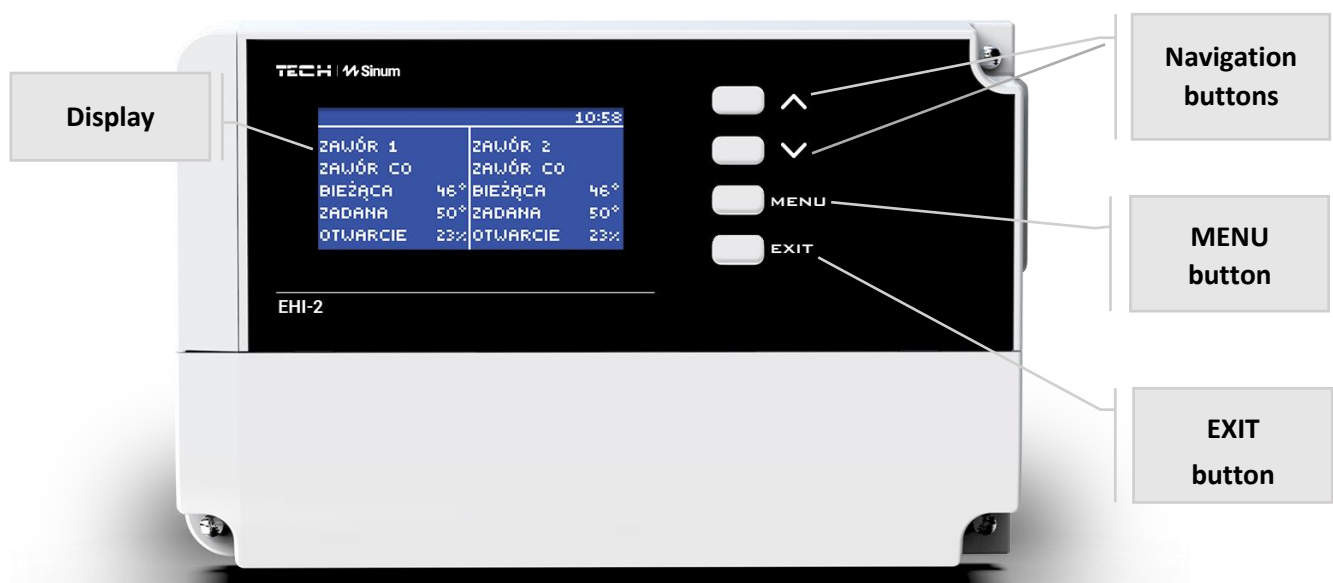 TECH Sinum
Display
10:58
ZAWÓR 1
ZAWÓR CO
BIEŻĄCA 46°
ZADANA 50°
OTWARCIE 23%
ZAWÓR 2
ZAWÓR CO
BIEŻĄCA 46°
ZADANA 50°
OTWARCIE 23%
MENU
EXIT
EHI-2
Navigation
buttons
MENU
button
EXIT
button